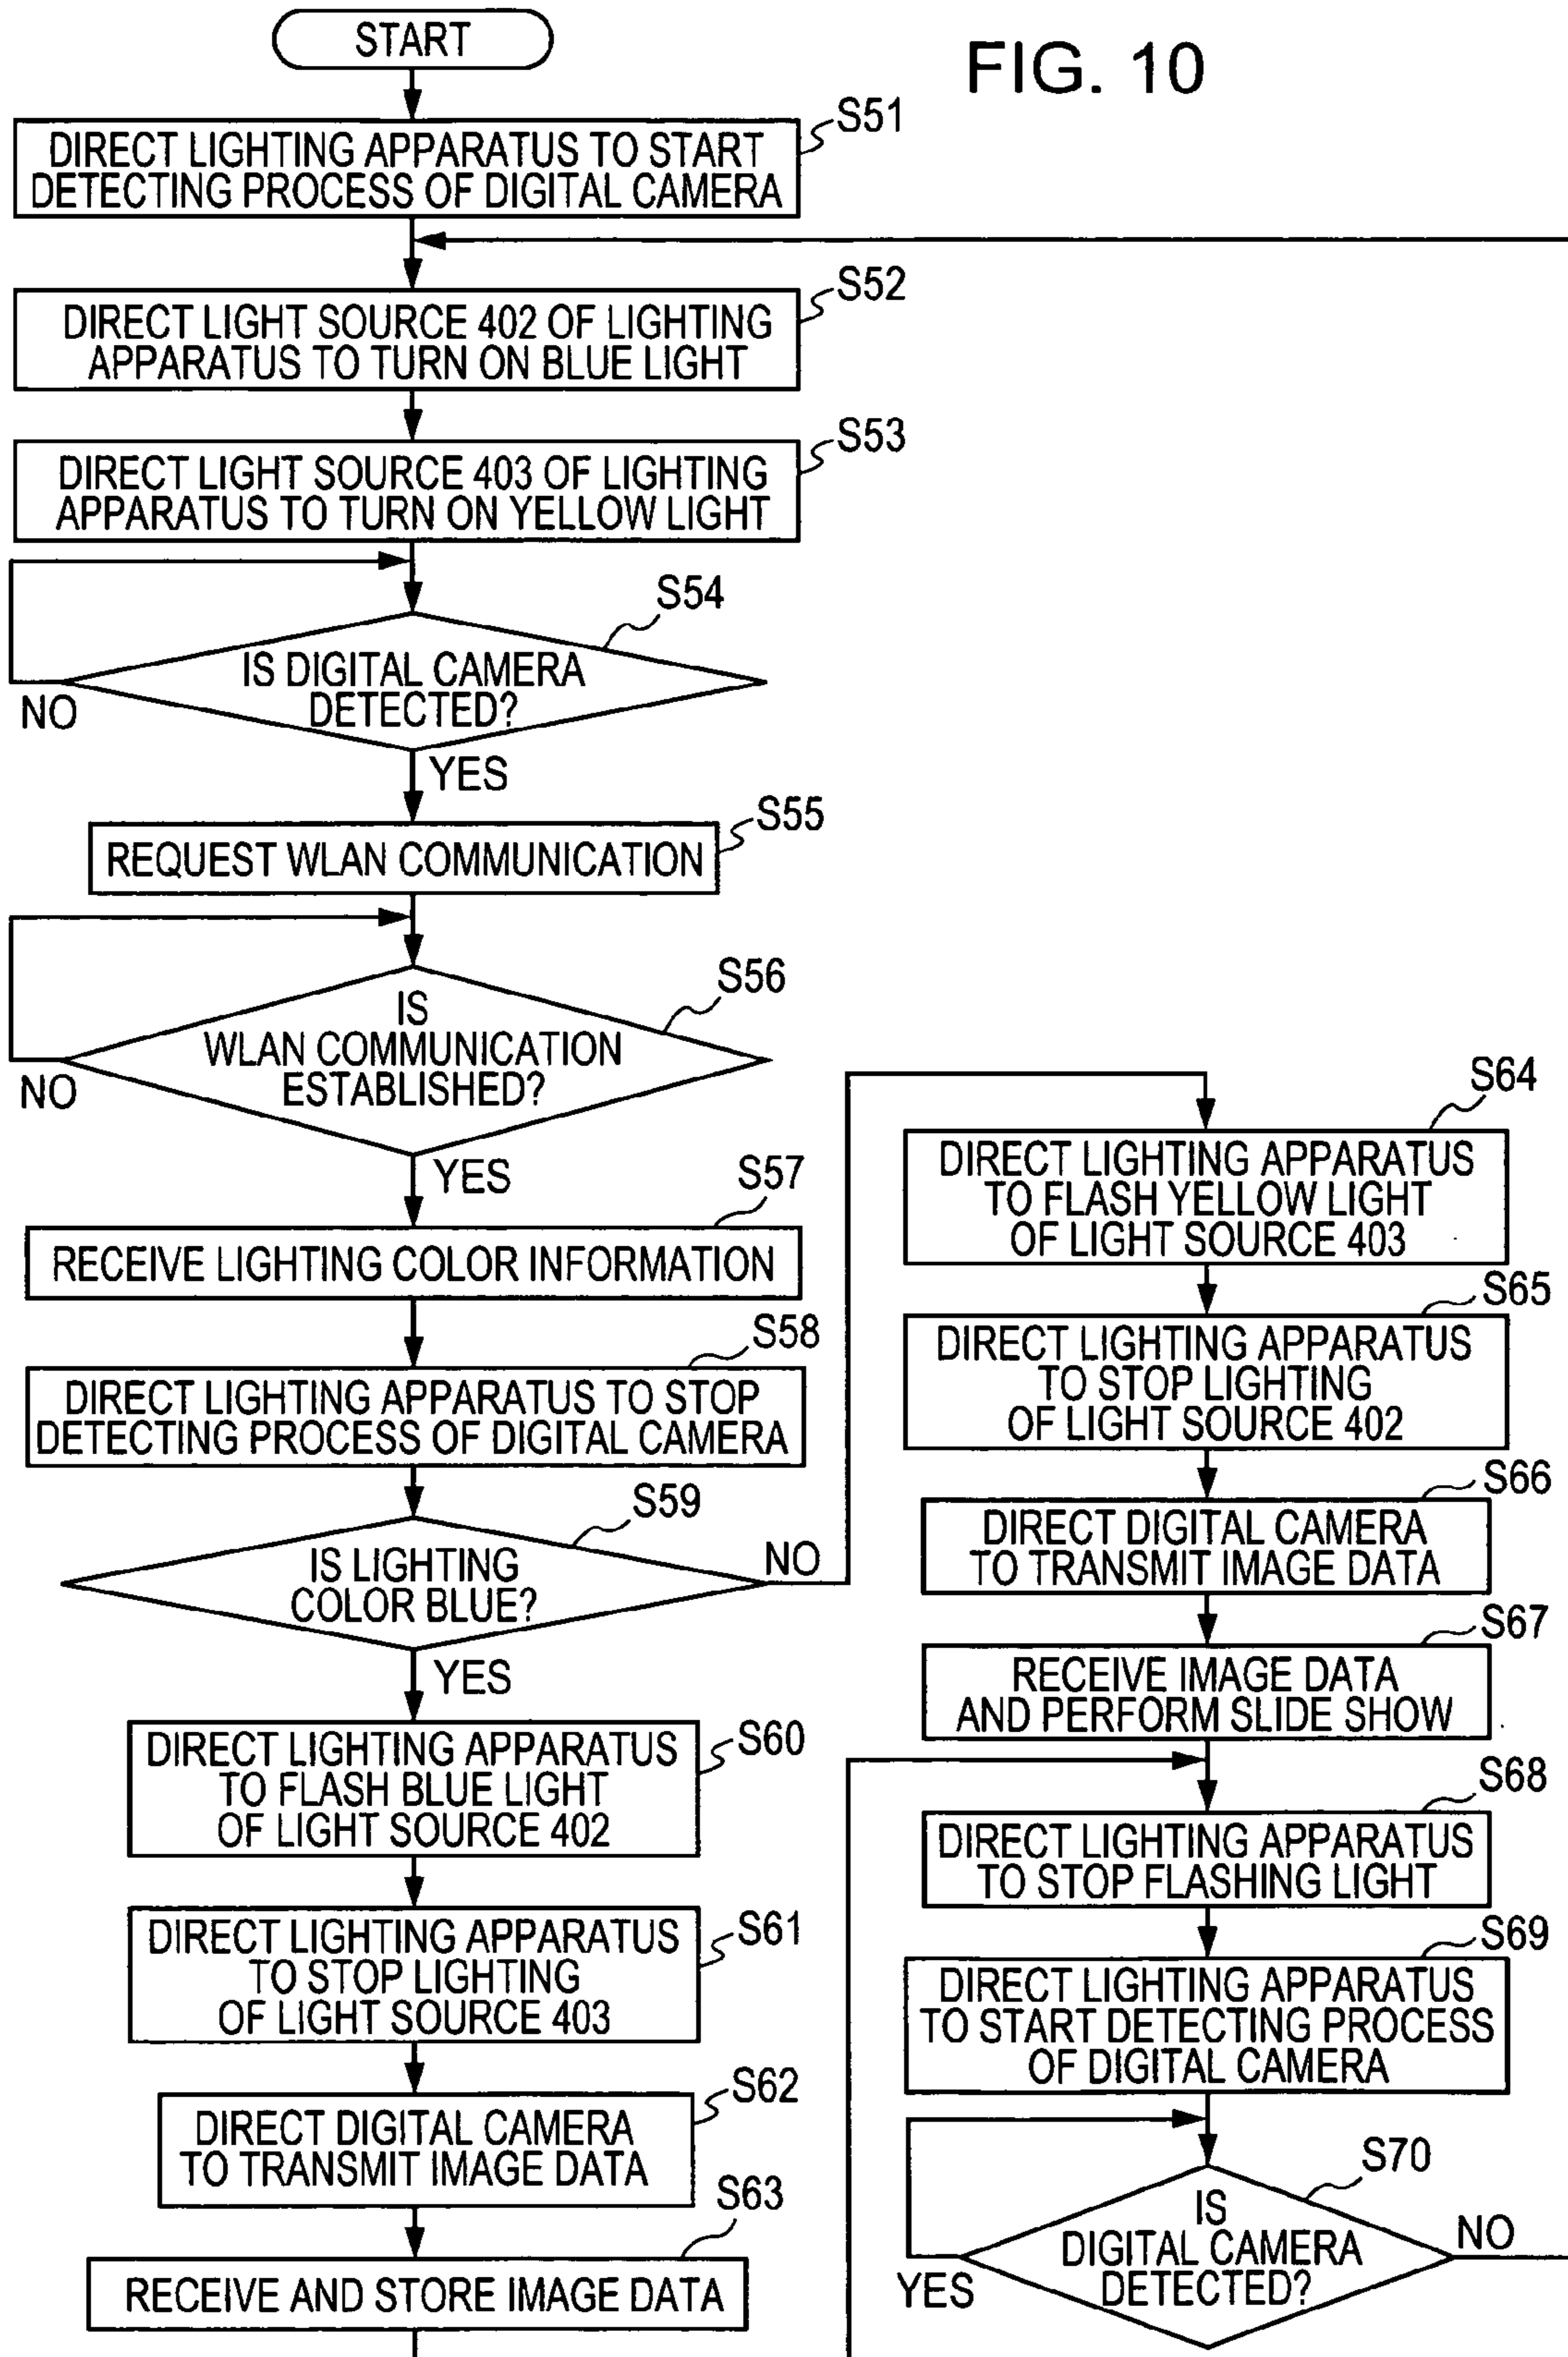 START
FIG. 10
S51
DIRECT LIGHTING APPARATUS TO START
DETECTING PROCESS OF DIGITAL CAMERA
S52
DIRECT LIGHT SOURCE 402 OF LIGHTING
APPARATUS TO TURN ON BLUE LIGHT
S53
DIRECT LIGHT SOURCE 403 OF LIGHTING
APPARATUS TO TURN ON YELLOW LIGHT
S54
IS DIGITAL CAMERA
DETECTED?
NO
YES
S55
REQUEST WLAN COMMUNICATION
S56
IS
WLAN COMMUNICATION
ESTABLISHED?
NO
YES
S57
RECEIVE LIGHTING COLOR INFORMATION
S58
DIRECT LIGHTING APPARATUS TO STOP
DETECTING PROCESS OF DIGITAL CAMERA
S59
IS LIGHTING
COLOR BLUE?
NO
YES
S60
DIRECT LIGHTING APPARATUS
TO FLASH BLUE LIGHT
OF LIGHT SOURCE 402
S61
DIRECT LIGHTING APPARATUS
TO STOP LIGHTING
OF LIGHT SOURCE 403
S62
DIRECT DIGITAL CAMERA
TO TRANSMIT IMAGE DATA
S63
RECEIVE AND STORE IMAGE DATA
S64
DIRECT LIGHTING APPARATUS
TO FLASH YELLOW LIGHT
OF LIGHT SOURCE 403
S65
DIRECT LIGHTING APPARATUS
TO STOP LIGHTING
OF LIGHT SOURCE 402
S66
DIRECT DIGITAL CAMERA
TO TRANSMIT IMAGE DATA
S67
RECEIVE IMAGE DATA
AND PERFORM SLIDE SHOW
S68
DIRECT LIGHTING APPARATUS
TO STOP FLASHING LIGHT
S69
DIRECT LIGHTING APPARATUS
TO START DETECTING PROCESS
OF DIGITAL CAMERA
S70
IS
DIGITAL CAMERA
DETECTED?
YES
NO